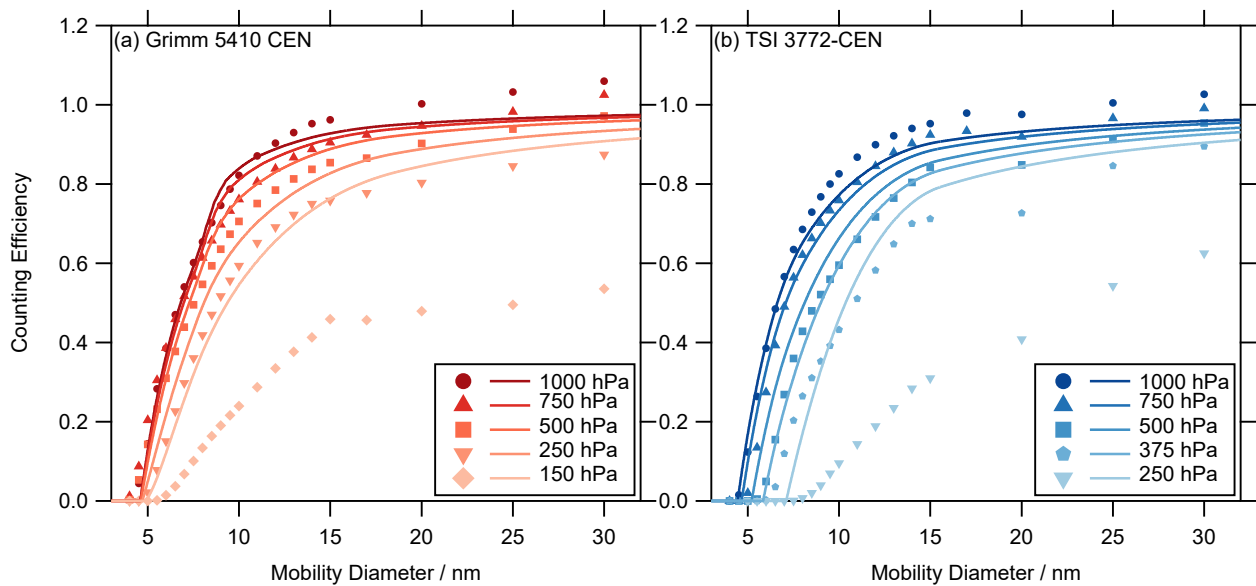 (a) Grimm 5410 CEN
(b) TSI 3772-CEN
Counting Efficiency
1.2
1.0
0.8
0.6
0.4
0.2
0.0
5
10
15
20
25
30
Mobility Diameter / nm
1000 hPa
750 hPa
500 hPa
250 hPa
150 hPa
1.2
1.0
0.8
0.6
0.4
0.2
0.0
5
10
15
20
25
30
Mobility Diameter / nm
1000 hPa
750 hPa
500 hPa
375 hPa
250 hPa